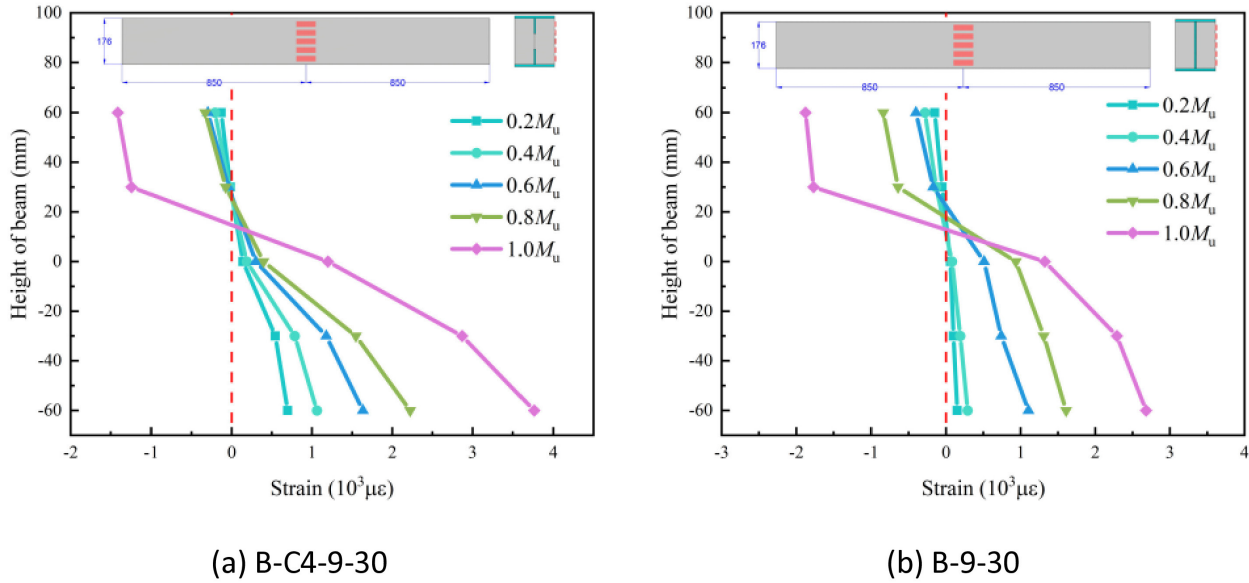 100
80
60
40
20
0
-20
-40
-60
Height of beam (mm)
176
850
850
0.2Mu
0.4Mu
0.6Mu
0.8Mu
1.0Mu
-2
-1
0
1
2
3
4
Strain (10³με)
(a) B-C4-9-30
100
80
60
40
20
0
-20
-40
-60
Height of beam (mm)
176
850
850
0.2Mu
0.4Mu
0.6Mu
0.8Mu
1.0Mu
-3
-2
-1
0
1
2
3
4
Strain (10³με)
(b) B-9-30